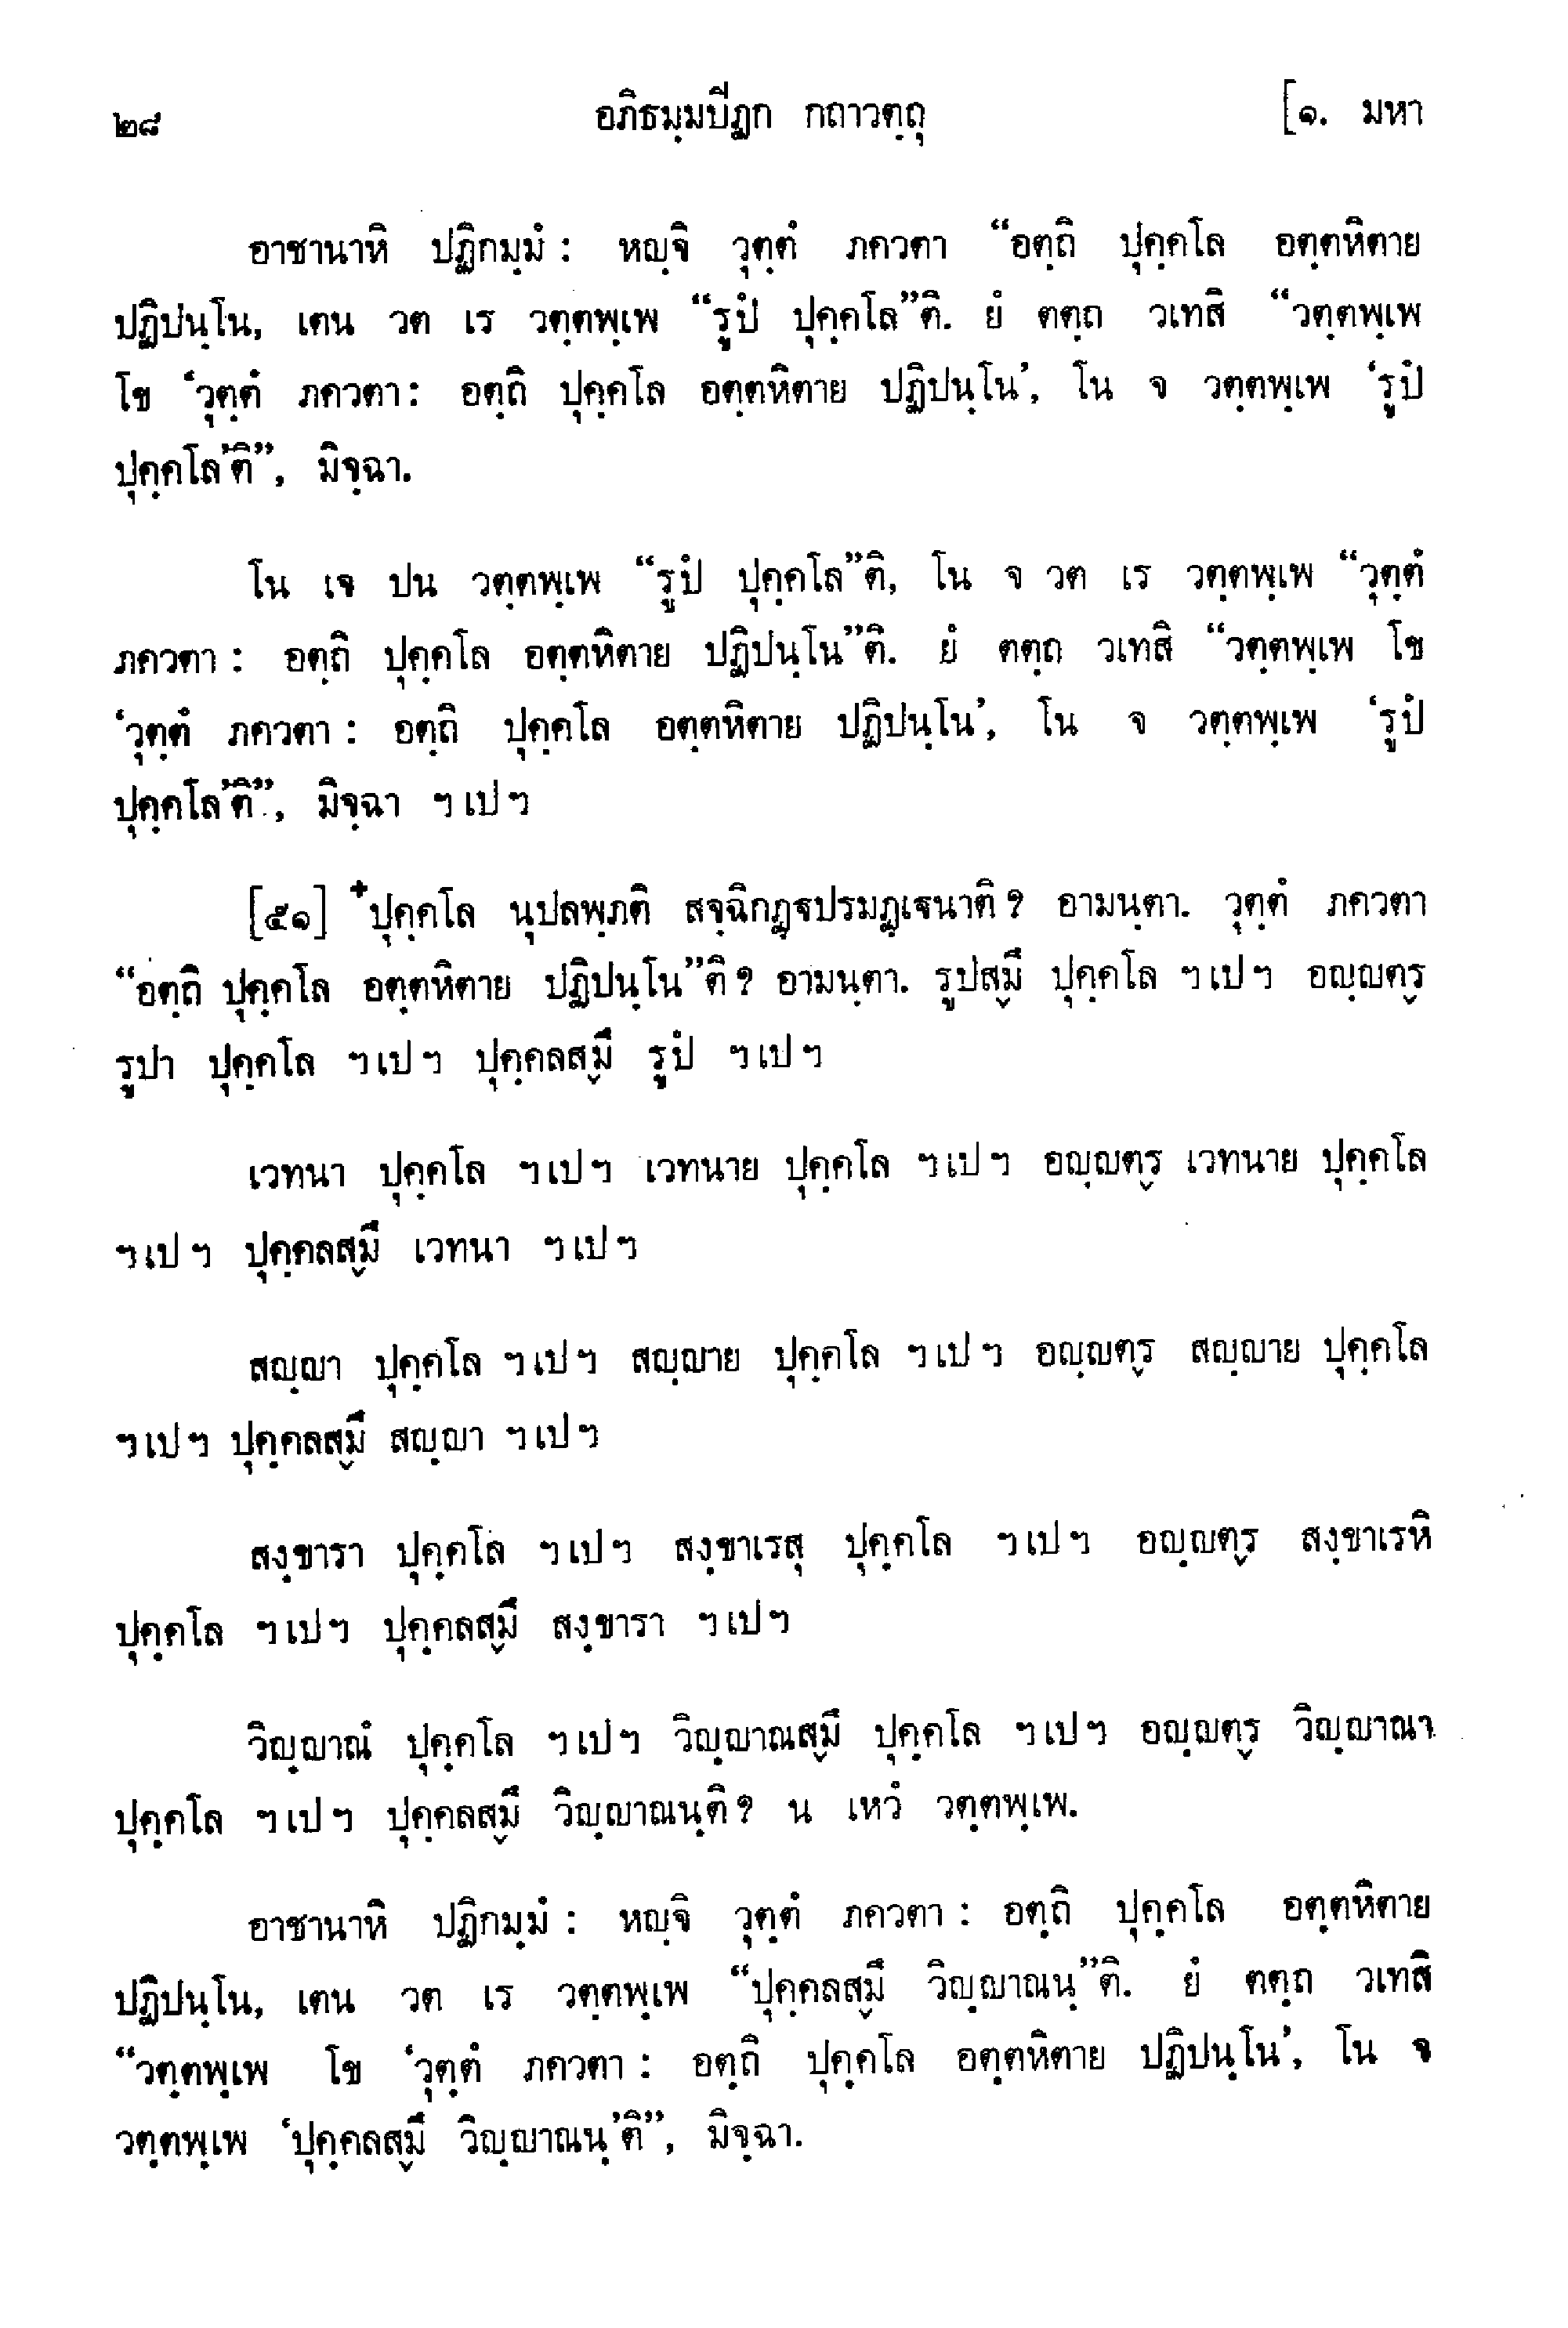 ๒๘ อภิธมฺมปิฏก กถาวตฺถุ [๑. มหา
อาชานาหิ ปฏิกมฺมํ : หญฺจิ วุตฺตํ ภควตา “อตฺถิ ปุคฺคโล อตฺตหิตาย
ปฏิปนฺโน, เตน วต เร วตฺตพฺเพ “รูปํ ปุคฺคโล”ติ. ยํ ตตฺถ วเทสิ “วตฺตพฺเพ
โข ‘วุตฺตํ ภควตา : อตฺถิ ปุคฺคโล อตฺตหิตาย ปฏิปนฺโน’, โน จ วตฺตพฺเพ ‘รูปํ
ปุคฺคโล’ติ”, มิจฺฉา.
โน เจ ปน วตฺตพฺเพ “รูปํ ปุคฺคโล”ติ, โน จ วต เร วตฺตพฺเพ “วุตฺตํ
ภควตา : อตฺถิ ปุคฺคโล อตฺตหิตาย ปฏิปนฺโน”ติ. ยํ ตตฺถ วเทสิ “วตฺตพฺเพ โข
‘วุตฺตํ ภควตา : อตฺถิ ปุคฺคโล อตฺตหิตาย ปฏิปนฺโน’, โน จ วตฺตพฺเพ ‘รูปํ
ปุคฺคโล’ติ”, มิจฺฉา ฯเปฯ
[๕๑] ⁺ปุคฺคโล นุปลพฺภติ สจฺฉิกฏฺฐปรมฏฺเฐนาติ ? อามนฺตา. วุตฺตํ ภควตา
“อตฺถิ ปุคฺคโล อตฺตหิตาย ปฏิปนฺโน”ติ ? อามนฺตา. รูปสฺมึ ปุคฺคโล ฯเปฯ อญฺญตฺร
รูปา ปุคฺคโล ฯเปฯ ปุคฺคลสฺมึ รูปํ ฯเปฯ
เวทนา ปุคฺคโล ฯเปฯ เวทนาย ปุคฺคโล ฯเปฯ อญฺญตฺร เวทนาย ปุคฺคโล
ฯเปฯ ปุคฺคลสฺมึ เวทนา ฯเปฯ
สญฺญา ปุคฺคโล ฯเปฯ สญฺญาย ปุคฺคโล ฯเปฯ อญฺญตฺร สญฺญาย ปุคฺคโล
ฯเปฯ ปุคฺคลสฺมึ สญฺญา ฯเปฯ
สงฺขารา ปุคฺคโล ฯเปฯ สงฺขาเรสุ ปุคฺคโล ฯเปฯ อญฺญตฺร สงฺขาเรหิ
ปุคฺคโล ฯเปฯ ปุคฺคลสฺมึ สงฺขารา ฯเปฯ
วิญฺญาณํ ปุคฺคโล ฯเปฯ วิญฺญาณสฺมึ ปุคฺคโล ฯเปฯ อญฺญตฺร วิญฺญาณา
ปุคฺคโล ฯเปฯ ปุคฺคลสฺมึ วิญฺญาณนฺติ ? น เหวํ วตฺตพฺเพ.
อาชานาหิ ปฏิกมฺมํ : หญฺจิ วุตฺตํ ภควตา : อตฺถิ ปุคฺคโล อตฺตหิตาย
ปฏิปนฺโน, เตน วต เร วตฺตพฺเพ “ปุคฺคลสฺมึ วิญฺญาณนฺ”ติ. ยํ ตตฺถ วเทสิ
“วตฺตพฺเพ โข ‘วุตฺตํ ภควตา : อตฺถิ ปุคฺคโล อตฺตหิตาย ปฏิปนฺโน’, โน จ
วตฺตพฺเพ ‘ปุคฺคลสฺมึ วิญฺญาณนฺ’ติ”, มิจฺฉา.